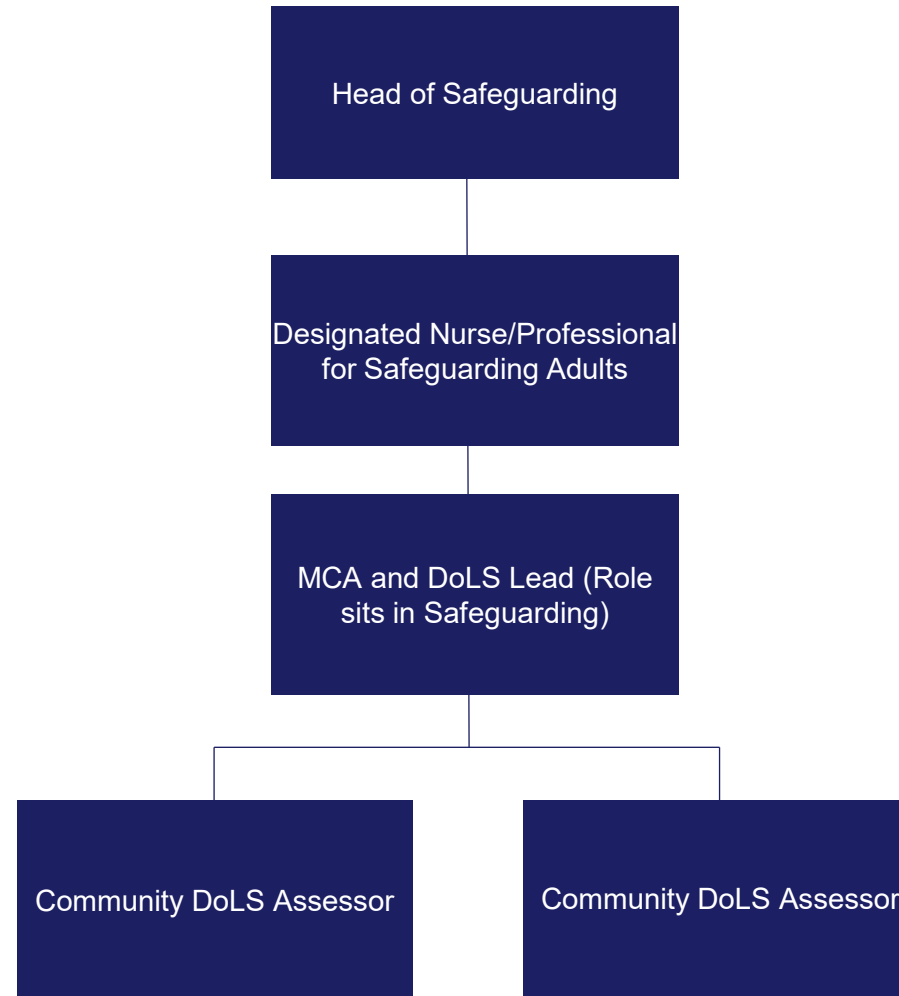 Head of Safeguarding
Designated Nurse/Professional
for Safeguarding Adults
MCA and DoLS Lead (Role
sits in Safeguarding)
Community DoLS Assessor
Community DoLS Assessor